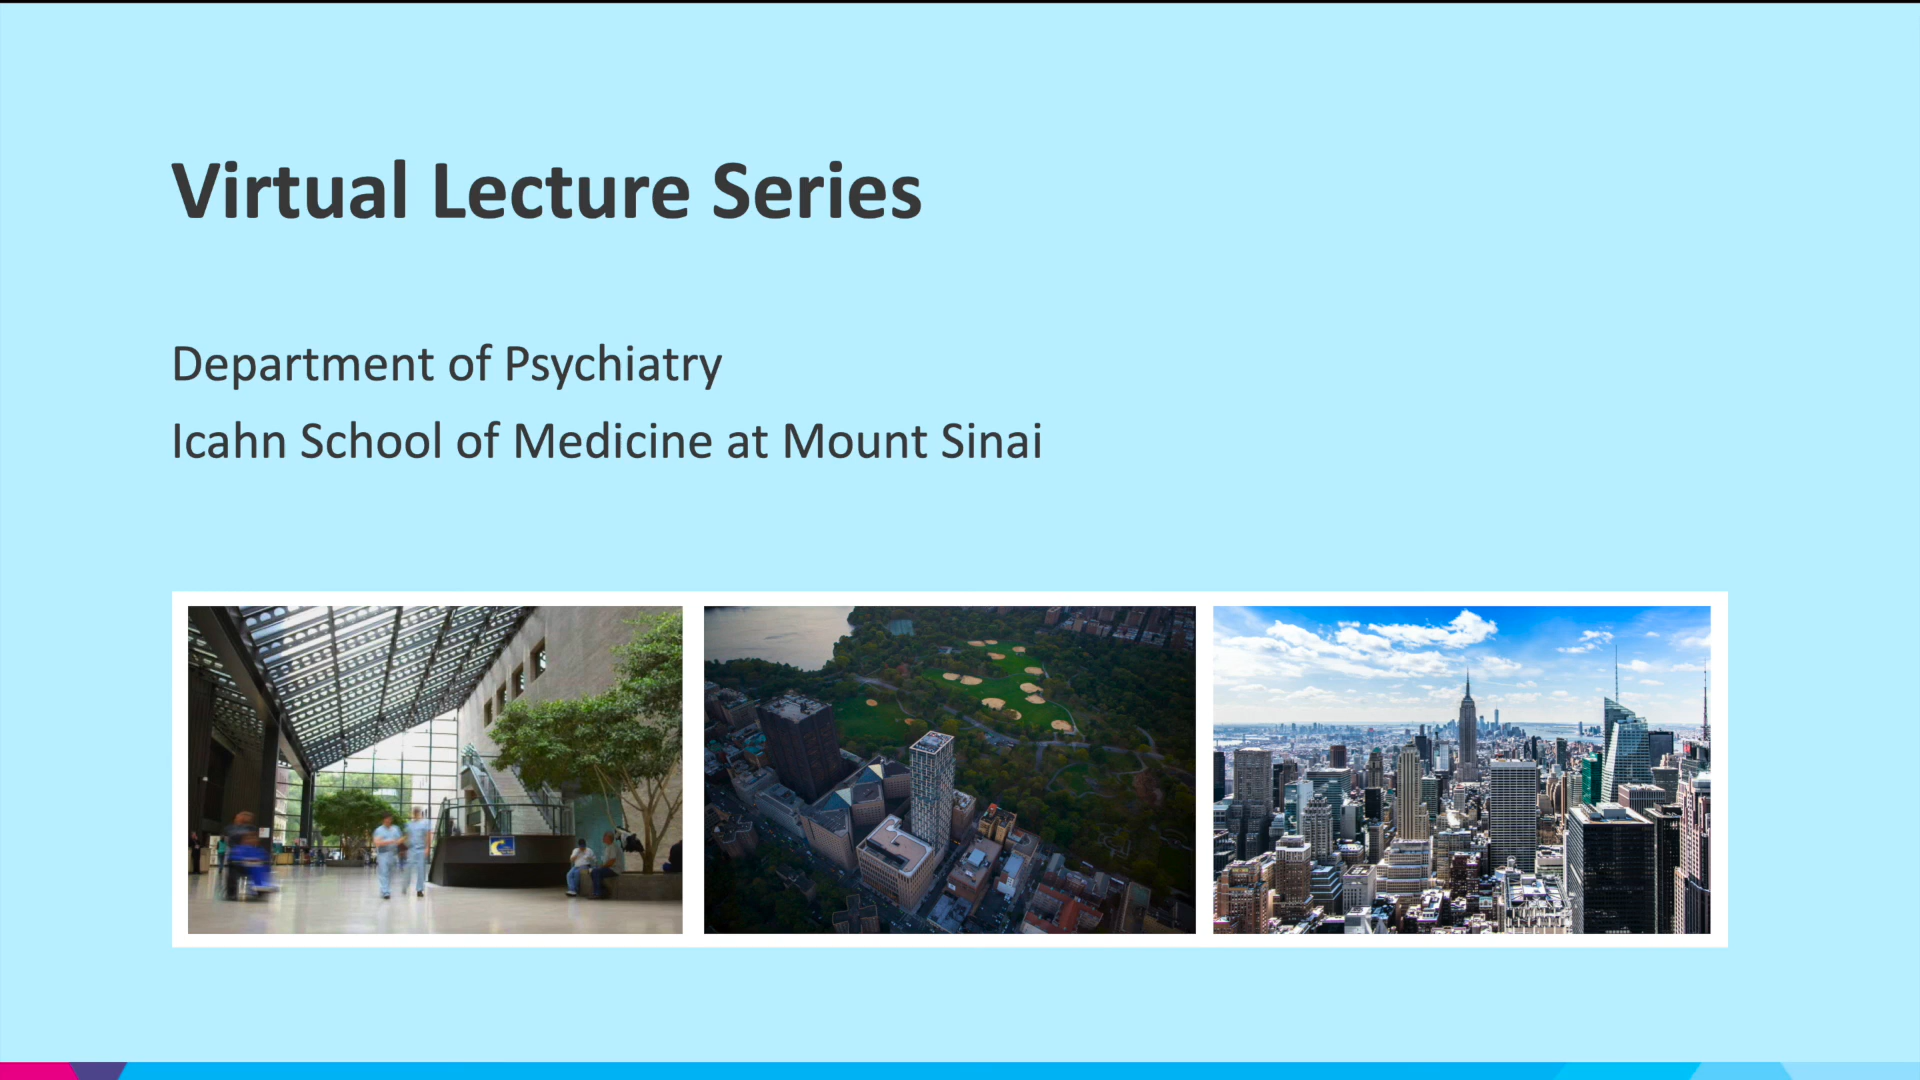 Virtual Lecture Series
Department of Psychiatry
Icahn School of Medicine at Mount Sinai